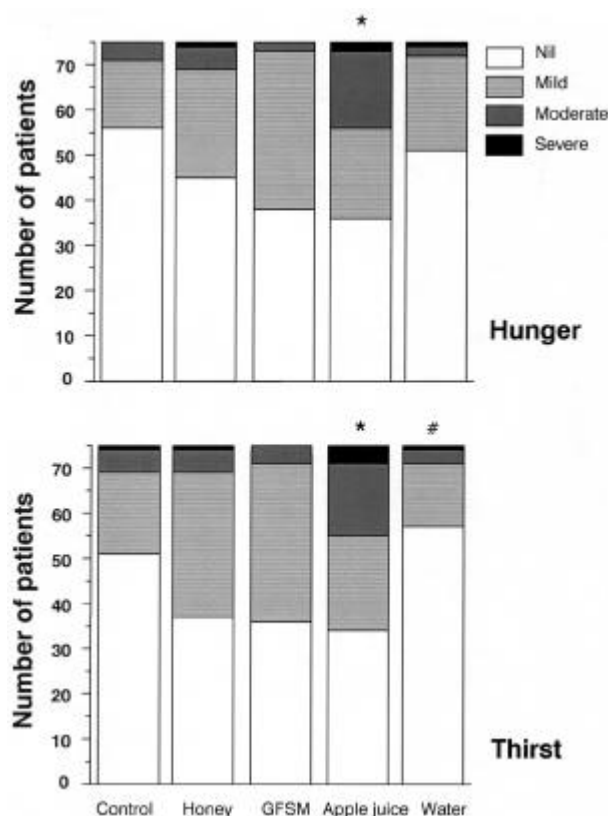 *
Nil
Mild
Moderate
Severe
Number of patients
70
60
50
40
30
20
10
0
Hunger
* #
Number of patients
70
60
50
40
30
20
10
0
Thirst
Control Honey GFSM Apple juice Water